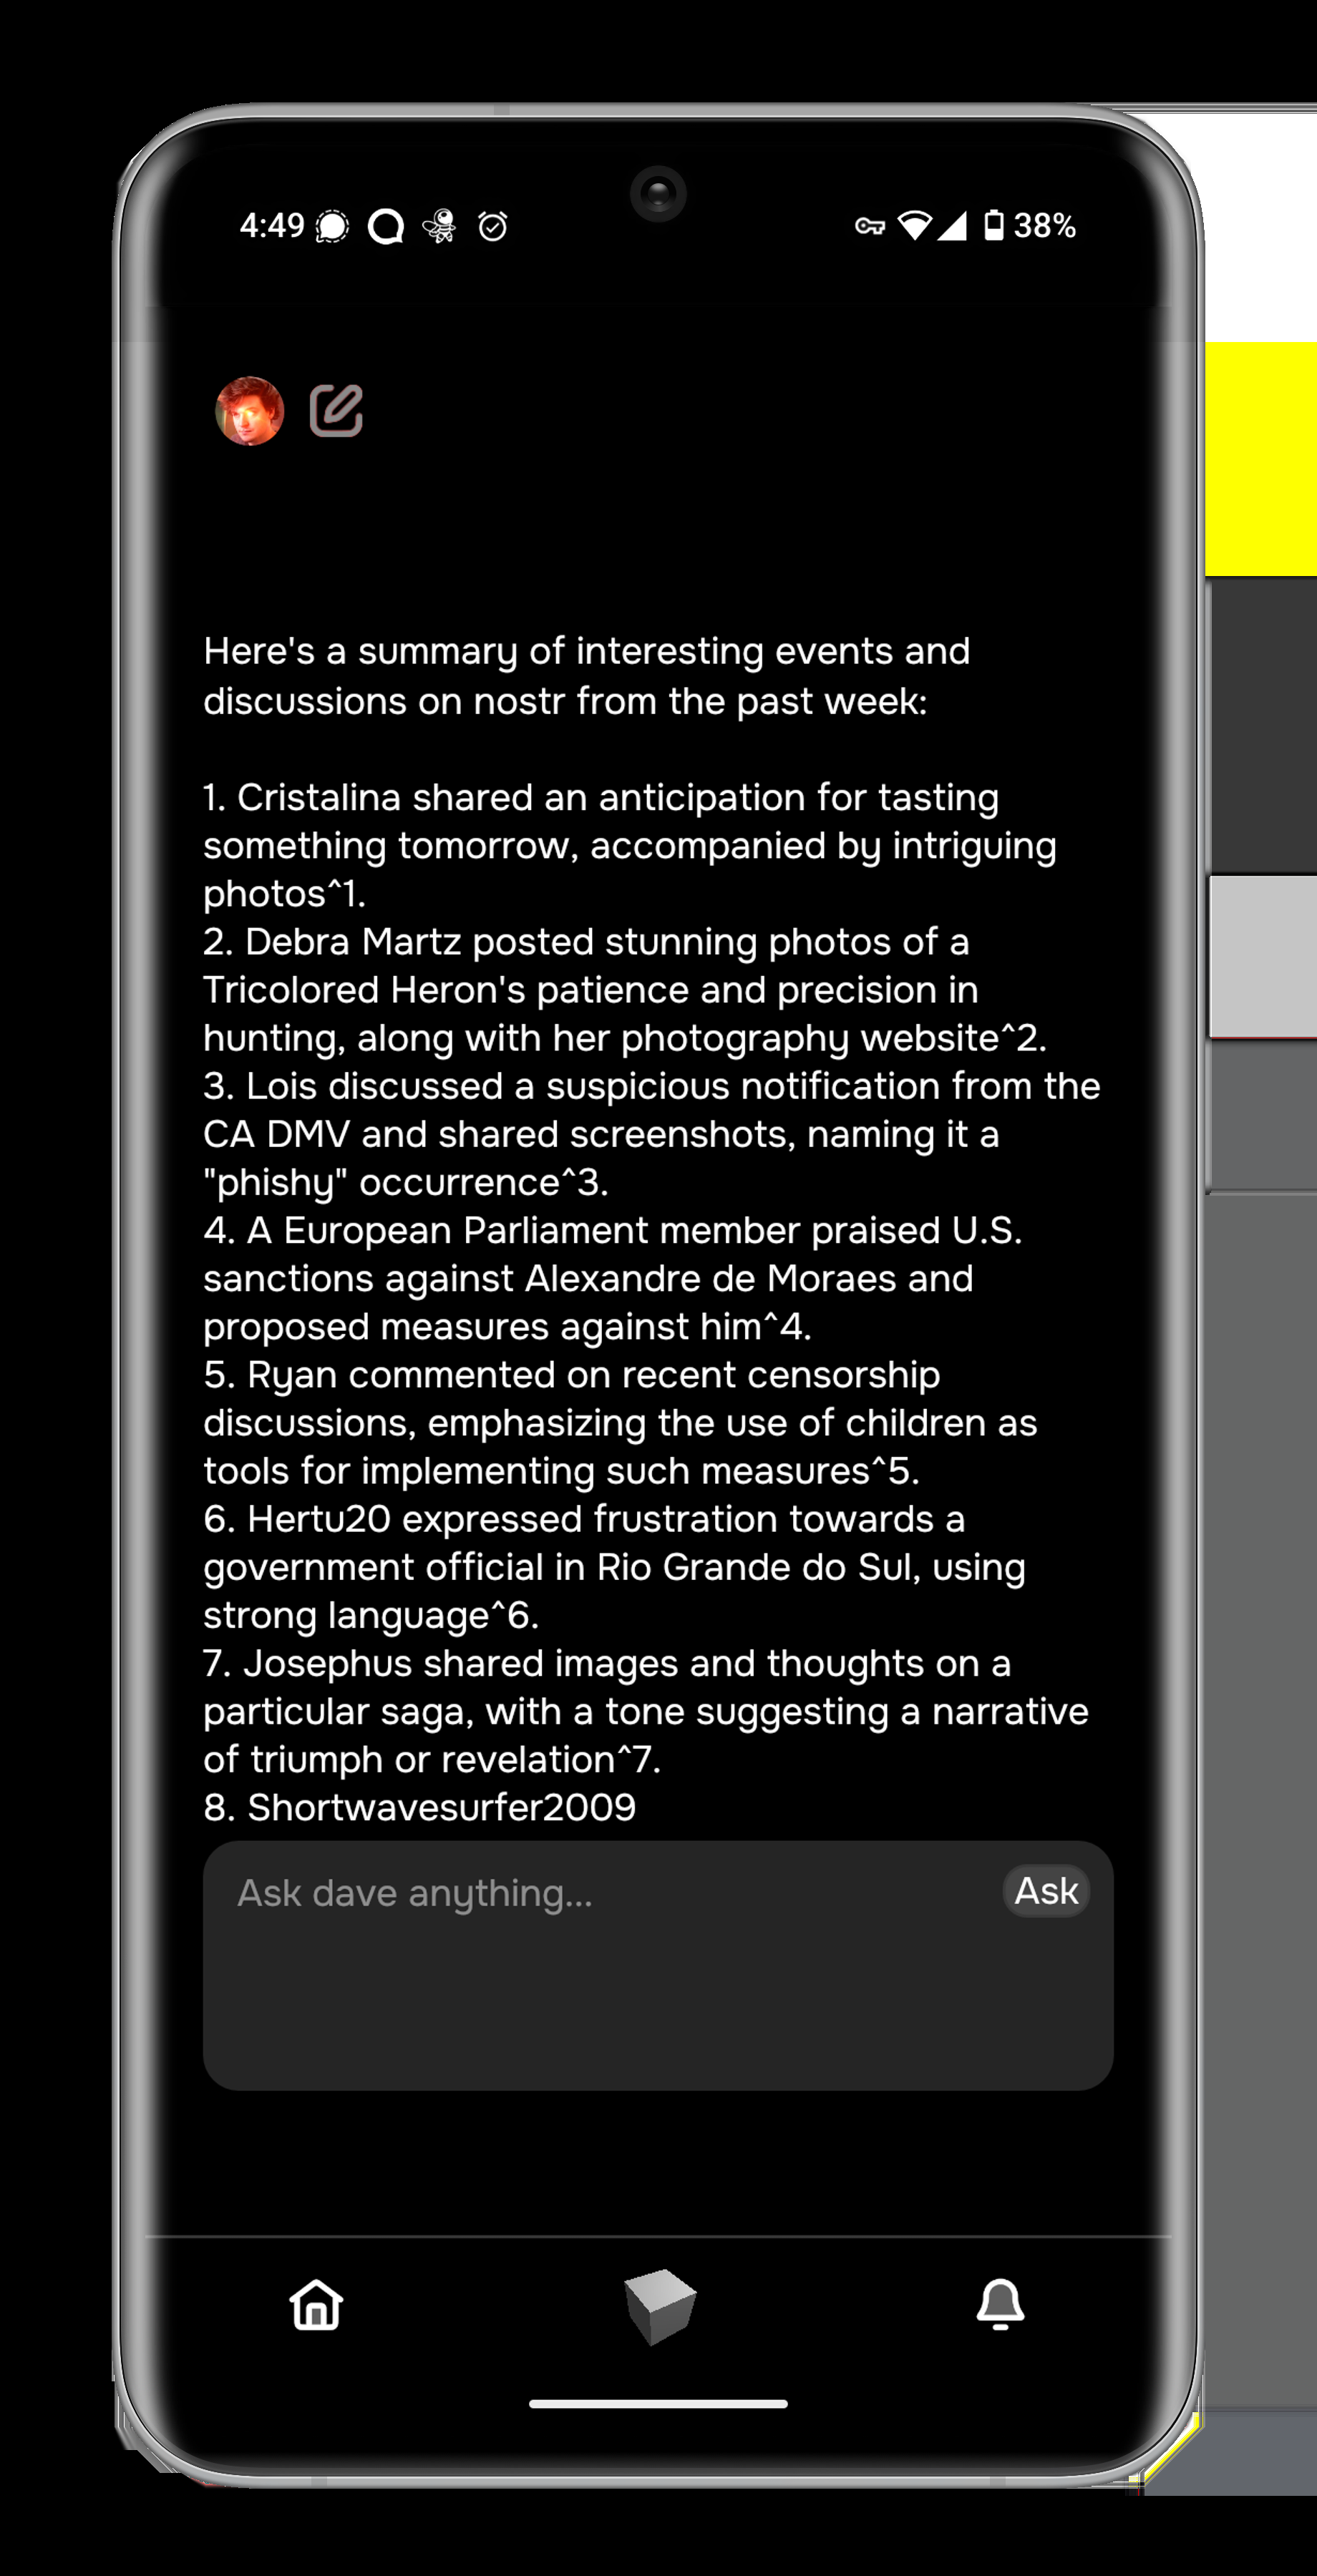 4:49
38%
Here's a summary of interesting events and
discussions on nostr from the past week:
1. Cristalina shared an anticipation for tasting
something tomorrow, accompanied by intriguing
photos^1.
2. Debra Martz posted stunning photos of a
Tricolored Heron's patience and precision in
hunting, along with her photography website^2.
3. Lois discussed a suspicious notification from the
CA DMV and shared screenshots, naming it a
"phishy" occurrence^3.
4. A European Parliament member praised U.S.
sanctions against Alexandre de Moraes and
proposed measures against him^4.
5. Ryan commented on recent censorship
discussions, emphasizing the use of children as
tools for implementing such measures^5.
6. Hertu20 expressed frustration towards a
government official in Rio Grande do Sul, using
strong language^6.
7. Josephus shared images and thoughts on a
particular saga, with a tone suggesting a narrative
of triumph or revelation^7.
8. Shortwavesurfer2009
Ask dave anything...
Ask